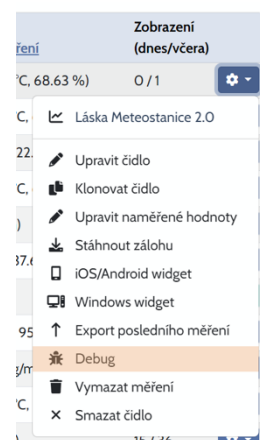 Zobrazení
ření (dnes/včera)
°C, 68.63 %) 0 / 1
Láska Meteostanice 2.0
Upravit čidlo
Klonovat čidlo
Upravit naměřené hodnoty
Stáhnout zálohu
iOS/Android widget
Windows widget
Export posledního měření
Debug
Vymazat měření
Smazat čidlo